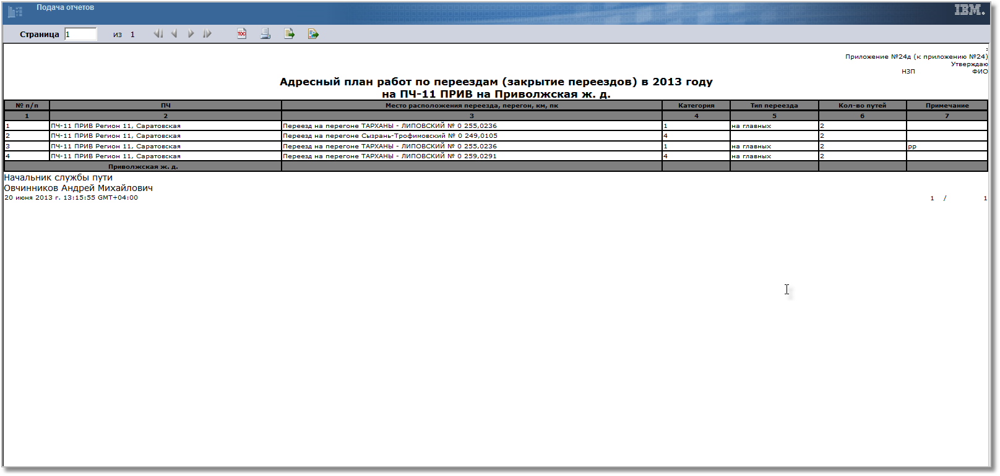 Подача отчетов
IBM.
Страница 1 из 1
TOC
:
Приложение №24д (к приложению №24)
Утверждаю
НЗП ФИО
Адресный план работ по переездам (закрытие переездов) в 2013 году
на ПЧ-11 ПРИВ на Приволжская ж. д.
№ п/п ПЧ Место расположения переезда, перегон, км, пк Категория Тип переезда Кол-во путей Примечание
1 2 3 4 5 6 7
1 ПЧ-11 ПРИВ Регион 11, Саратовская Переезд на перегоне ТАРХАНЫ - ЛИПОВСКИЙ № 0 255,0236 1 на главных 2
2 ПЧ-11 ПРИВ Регион 11, Саратовская Переезд на перегоне Сызрань-Трофимовский № 0 249,0105 4 2
3 ПЧ-11 ПРИВ Регион 11, Саратовская Переезд на перегоне ТАРХАНЫ - ЛИПОВСКИЙ № 0 255,0236 1 на главных 2 рр
4 ПЧ-11 ПРИВ Регион 11, Саратовская Переезд на перегоне ТАРХАНЫ - ЛИПОВСКИЙ № 0 259,0291 4 на главных 2
Приволжская ж. д.
Начальник службы пути
Овчинников Андрей Михайлович
20 июня 2013 г. 13:15:55 GMT+04:00
1 / 1